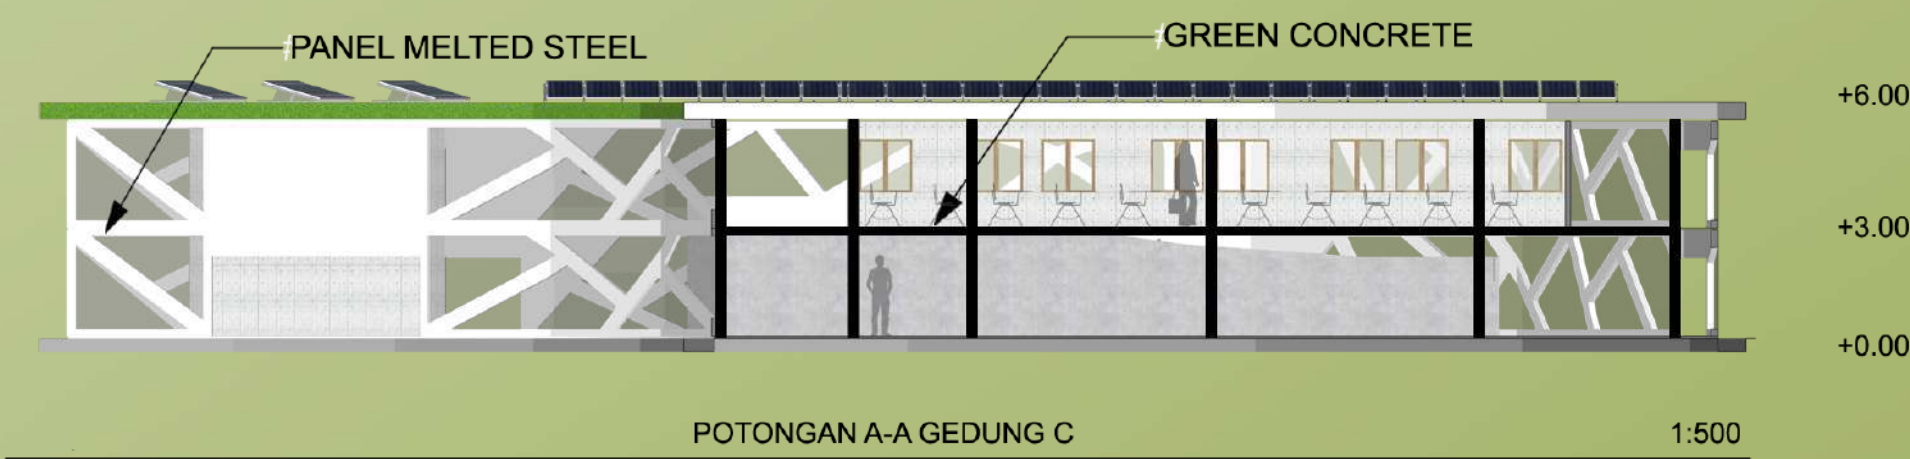 #PANEL MELTED STEEL
#GREEN CONCRETE
+6.00
+3.00
+0.00
POTONGAN A-A GEDUNG C
1:500